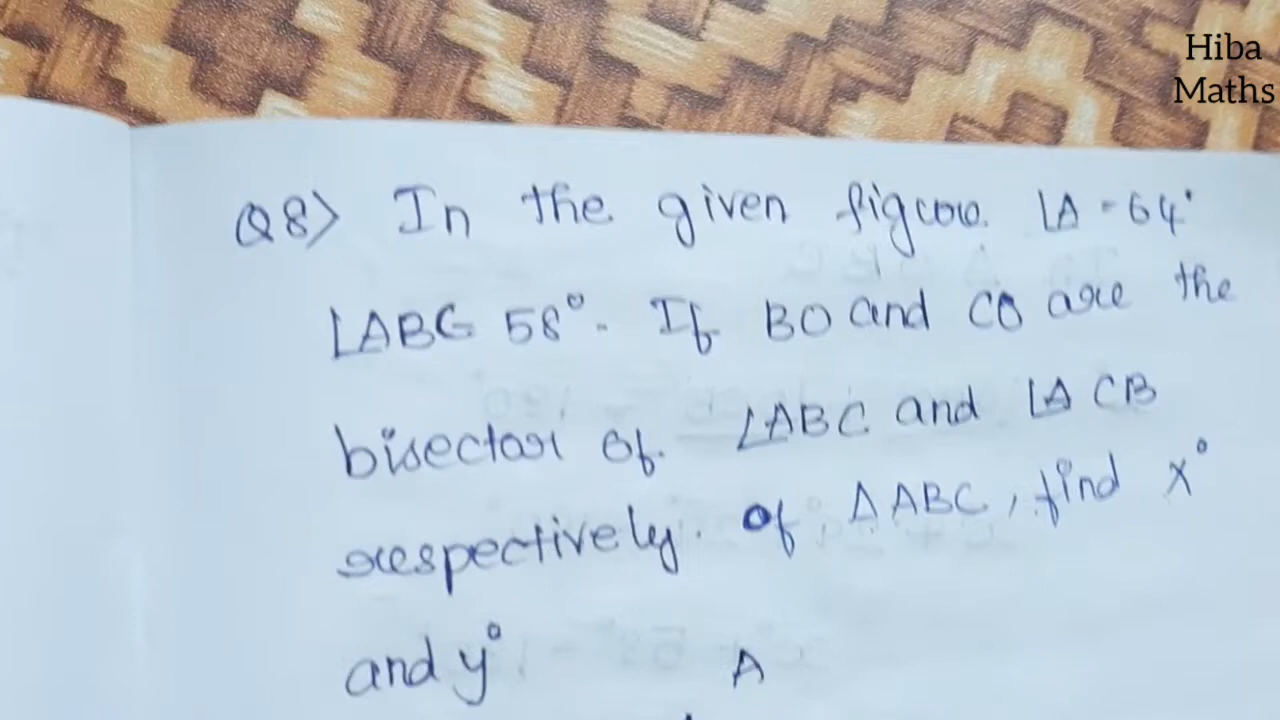 Hiba
Maths
Q8> In the given figure. ∠A = 64°
∠ABC 58°. If BO and CO are the
bisector of. ∠ABC and ∠ACB
respectively. of ΔABC, find x°
and y°
A